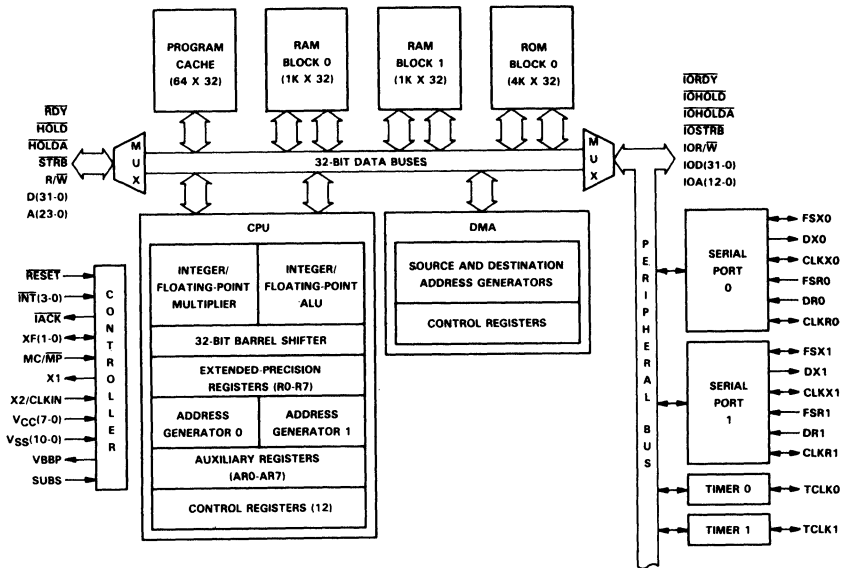 PROGRAM
CACHE
(64 X 32)
RAM
BLOCK 0
(1K X 32)
RAM
BLOCK 1
(1K X 32)
ROM
BLOCK 0
(4K X 32)
RDY
HOLD
HOLDA
STRB
R/W
D(31-0)
A(23-0)
MUX
32-BIT DATA BUSES
MUX
IORDY
IOHOLD
IOHOLDA
IOSTRB
IOR/W
IOD(31-0)
IOA(12-0)
RESET
INT(3-0)
IACK
XF(1-0)
MC/MP
X1
X2/CLKIN
VCC(7-0)
VSS(10-0)
VBBP
SUBS
CONTROLLER
CPU
INTEGER/
FLOATING-POINT
MULTIPLIER
INTEGER/
FLOATING-POINT
ALU
32-BIT BARREL SHIFTER
EXTENDED-PRECISION
REGISTERS (R0-R7)
ADDRESS
GENERATOR 0
ADDRESS
GENERATOR 1
AUXILIARY REGISTERS
(AR0-AR7)
CONTROL REGISTERS (12)
DMA
SOURCE AND DESTINATION
ADDRESS GENERATORS
CONTROL REGISTERS
PERIPHERAL BUS
SERIAL
PORT
0
FSX0
DX0
CLKX0
FSR0
DR0
CLKR0
SERIAL
PORT
1
FSX1
DX1
CLKX1
FSR1
DR1
CLKR1
TIMER 0
TCLK0
TIMER 1
TCLK1